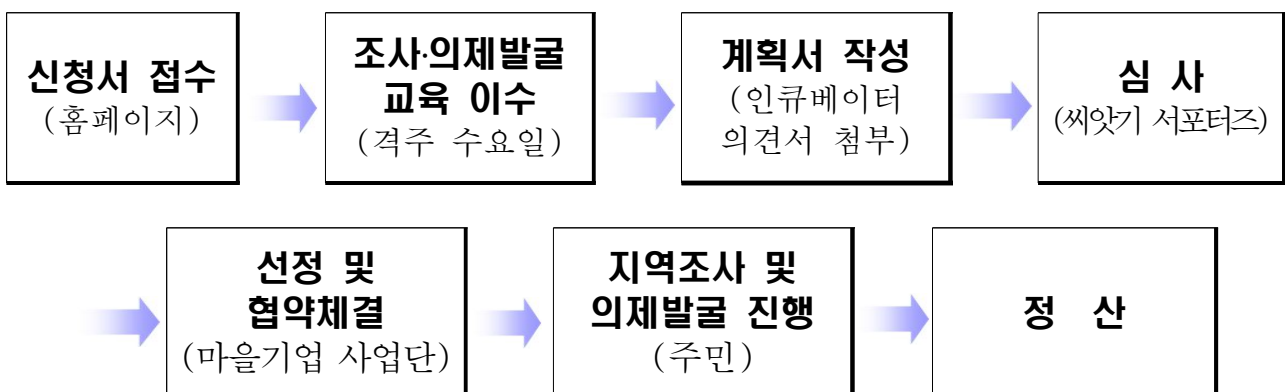 신청서 접수
(홈페이지)
조사·의제발굴
교육 이수
(격주 수요일)
계획서 작성
(인큐베이터
의견서 첨부)
심 사
(씨앗기 서포터즈)
선정 및
협약체결
(마을기업 사업단)
지역조사 및
의제발굴 진행
(주민)
정 산